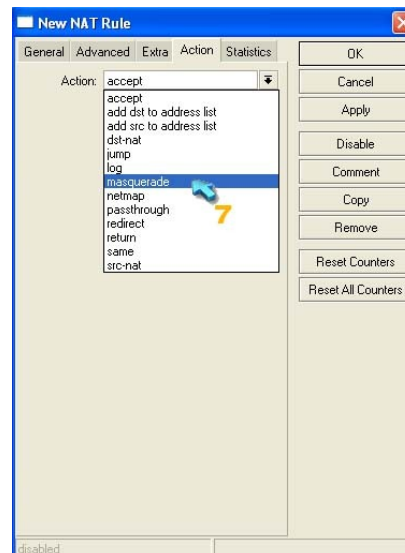 New NAT Rule
General Advanced Extra Action Statistics
Action: accept
accept
add dst to address list
add src to address list
dst-nat
jump
log
masquerade
netmap
passthrough
redirect
return
same
src-nat
7
OK
Cancel
Apply
Disable
Comment
Copy
Remove
Reset Counters
Reset All Counters
disabled